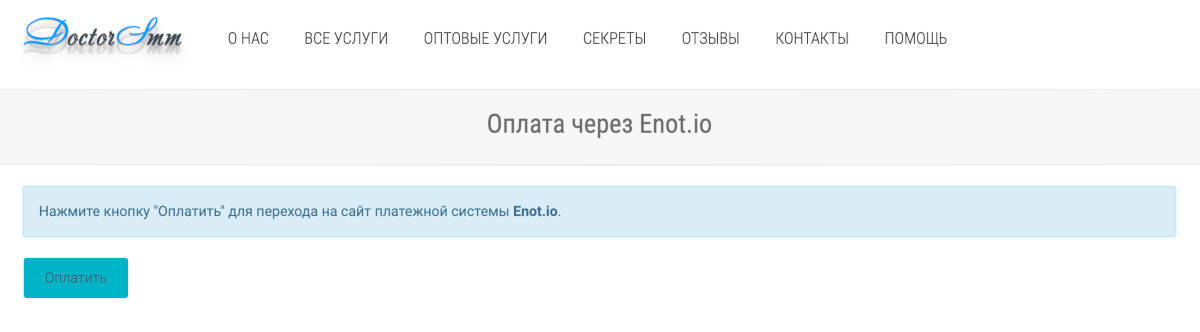 DoctorSmm
О НАС ВСЕ УСЛУГИ ОПТОВЫЕ УСЛУГИ СЕКРЕТЫ ОТЗЫВЫ КОНТАКТЫ ПОМОЩЬ
Оплата через Enot.io
Нажмите кнопку "Оплатить" для перехода на сайт платежной системы Enot.io.
Оплатить